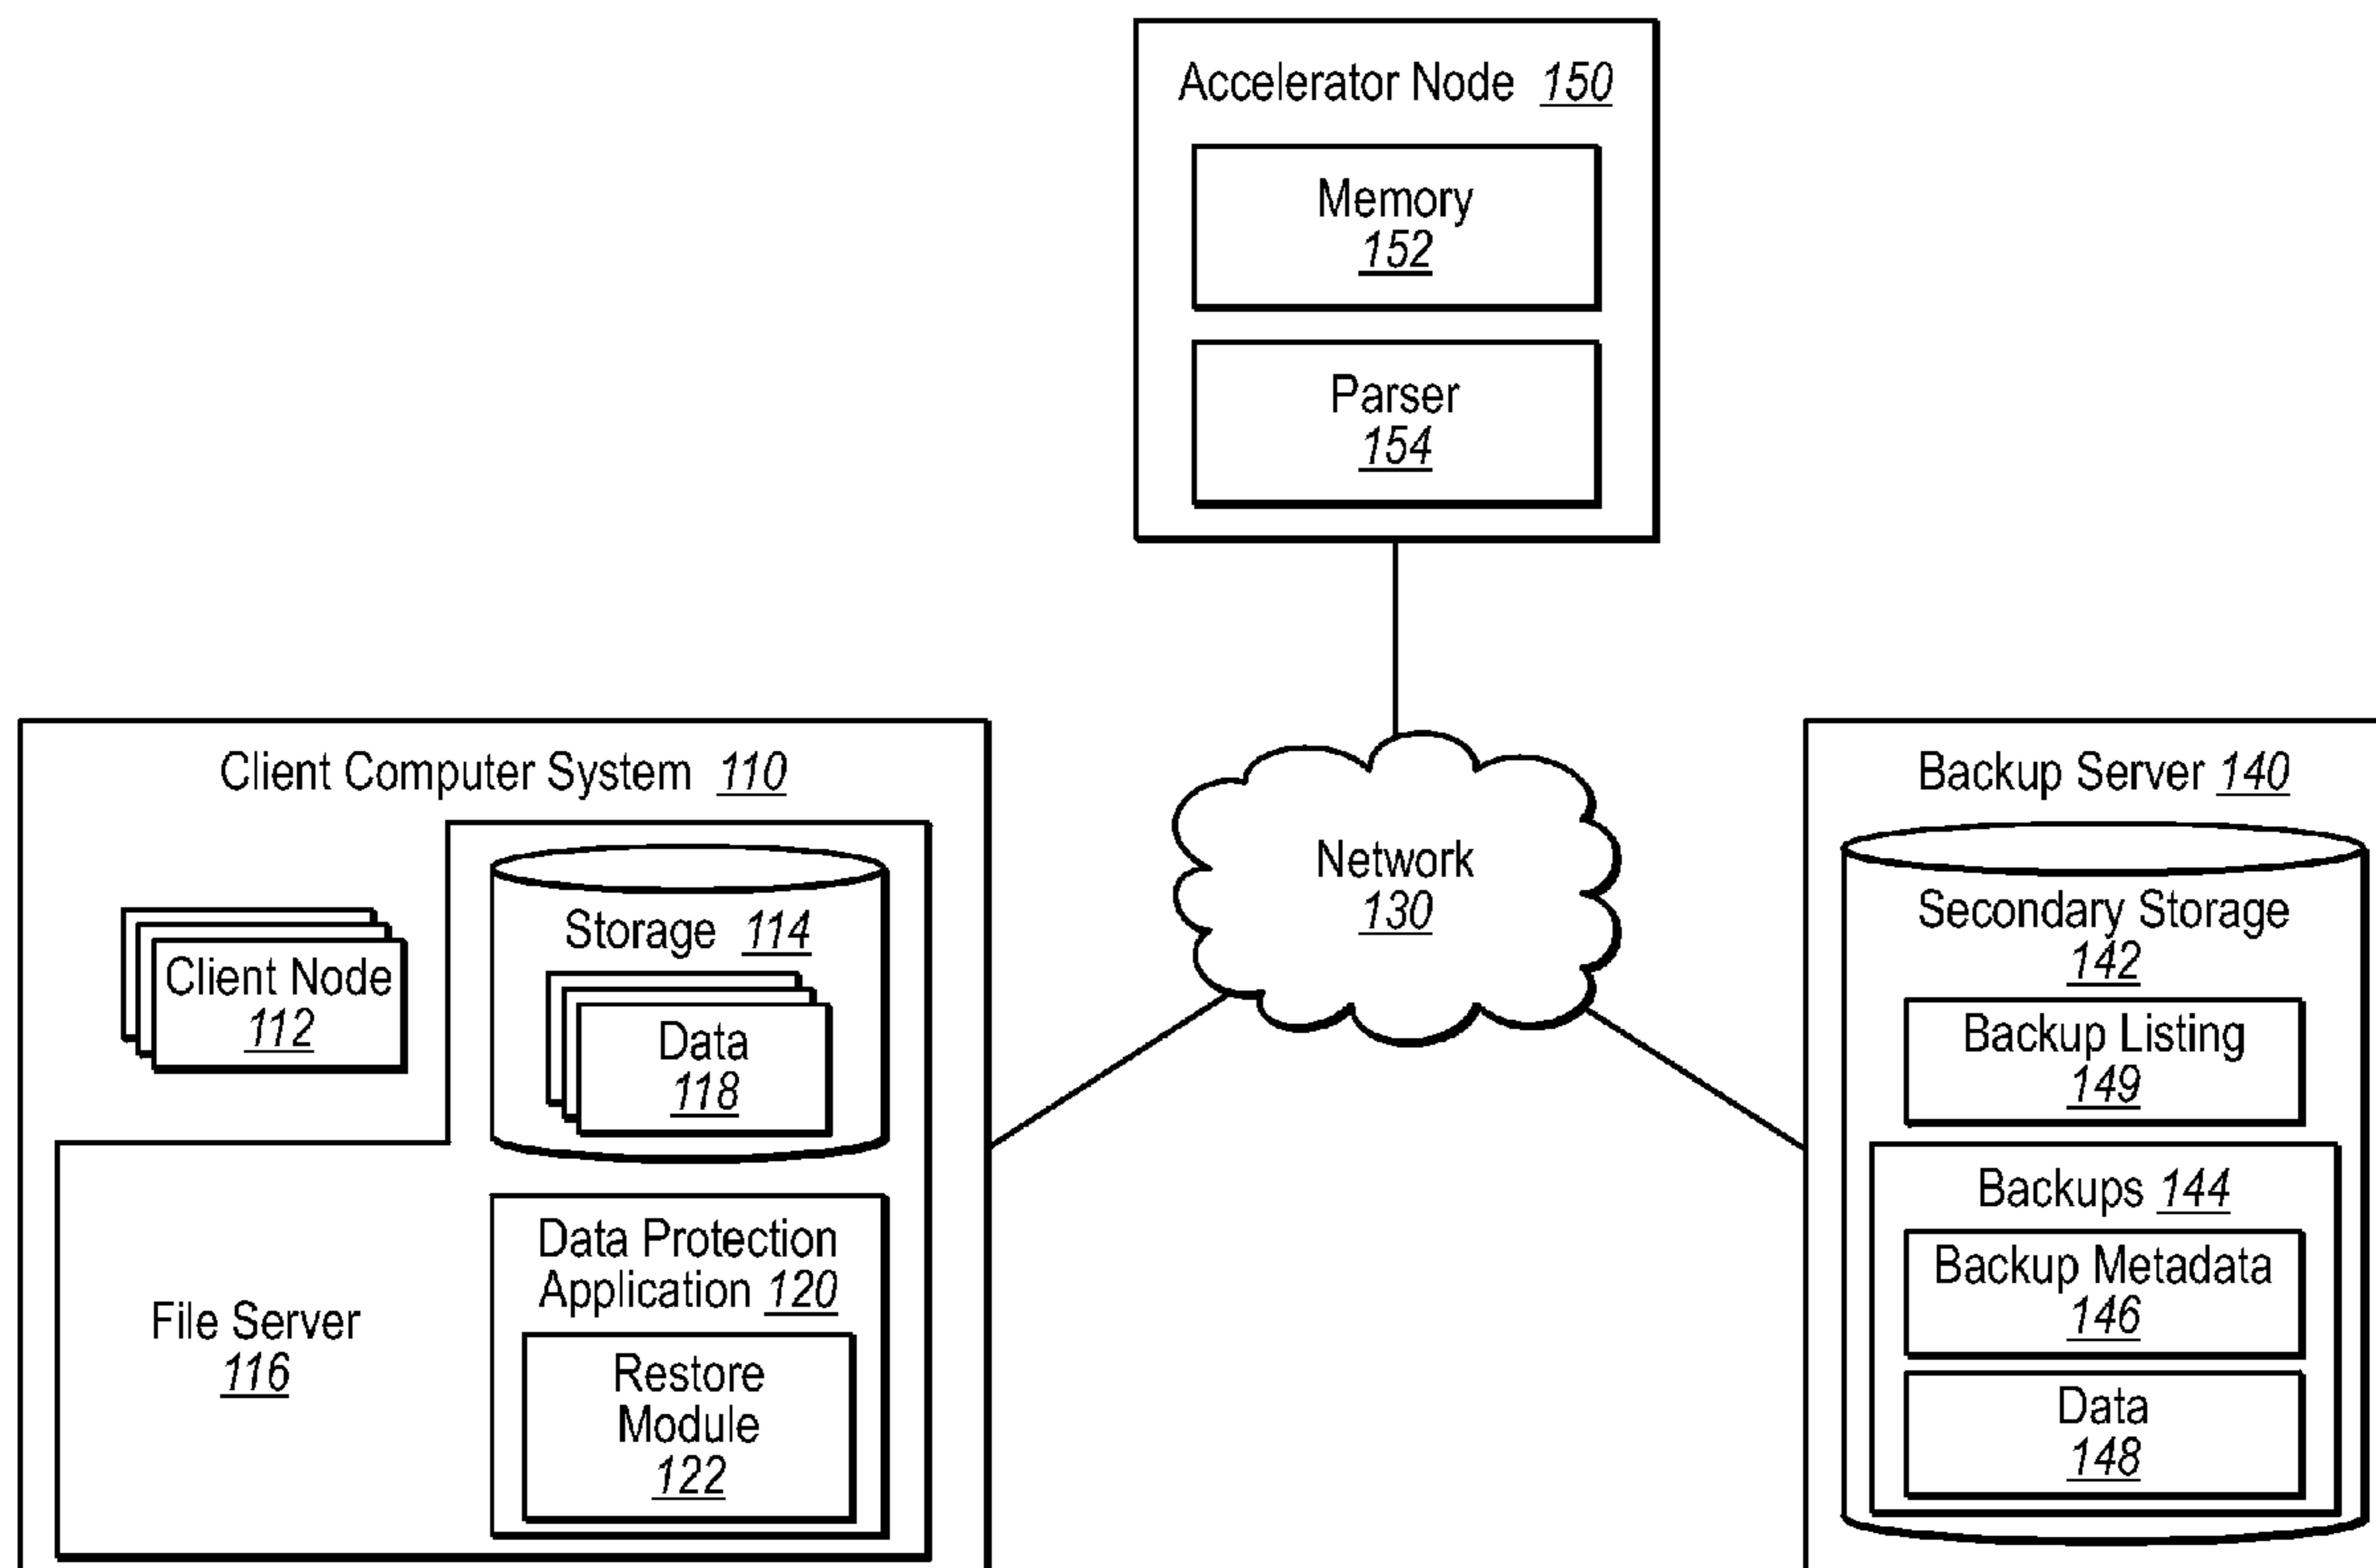 Accelerator Node 150
Memory
152
Parser
154
Client Computer System 110
Client Node
112
Storage 114
Data
118
File Server
116
Data Protection
Application 120
Restore
Module
122
Network
130
Backup Server 140
Secondary Storage
142
Backup Listing
149
Backups 144
Backup Metadata
146
Data
148